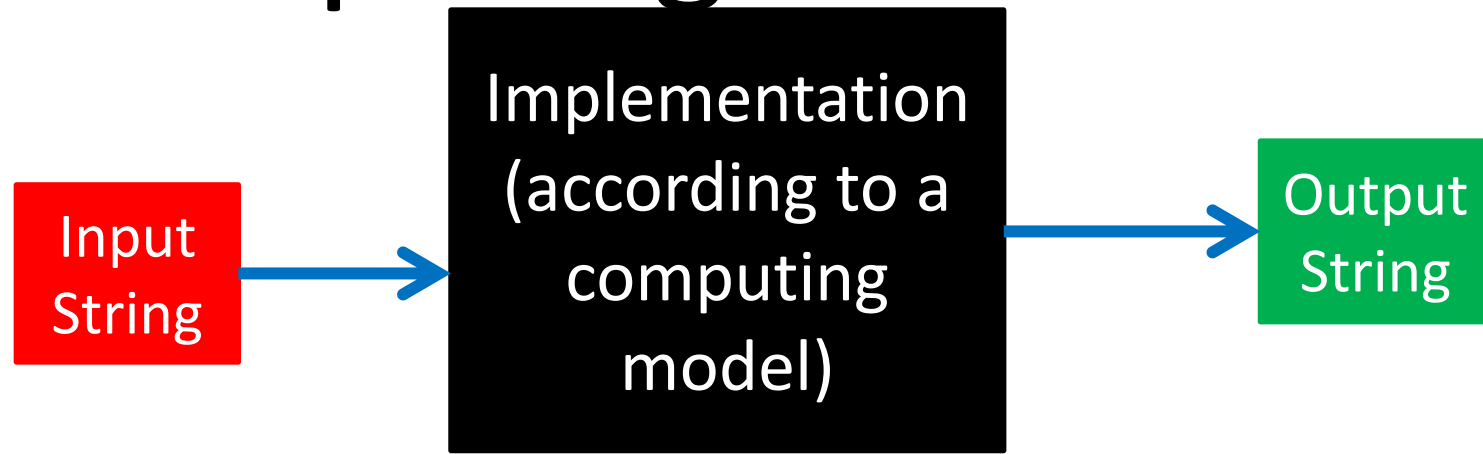 Input
String
Implementation
(according to a
computing
model)
Output
String